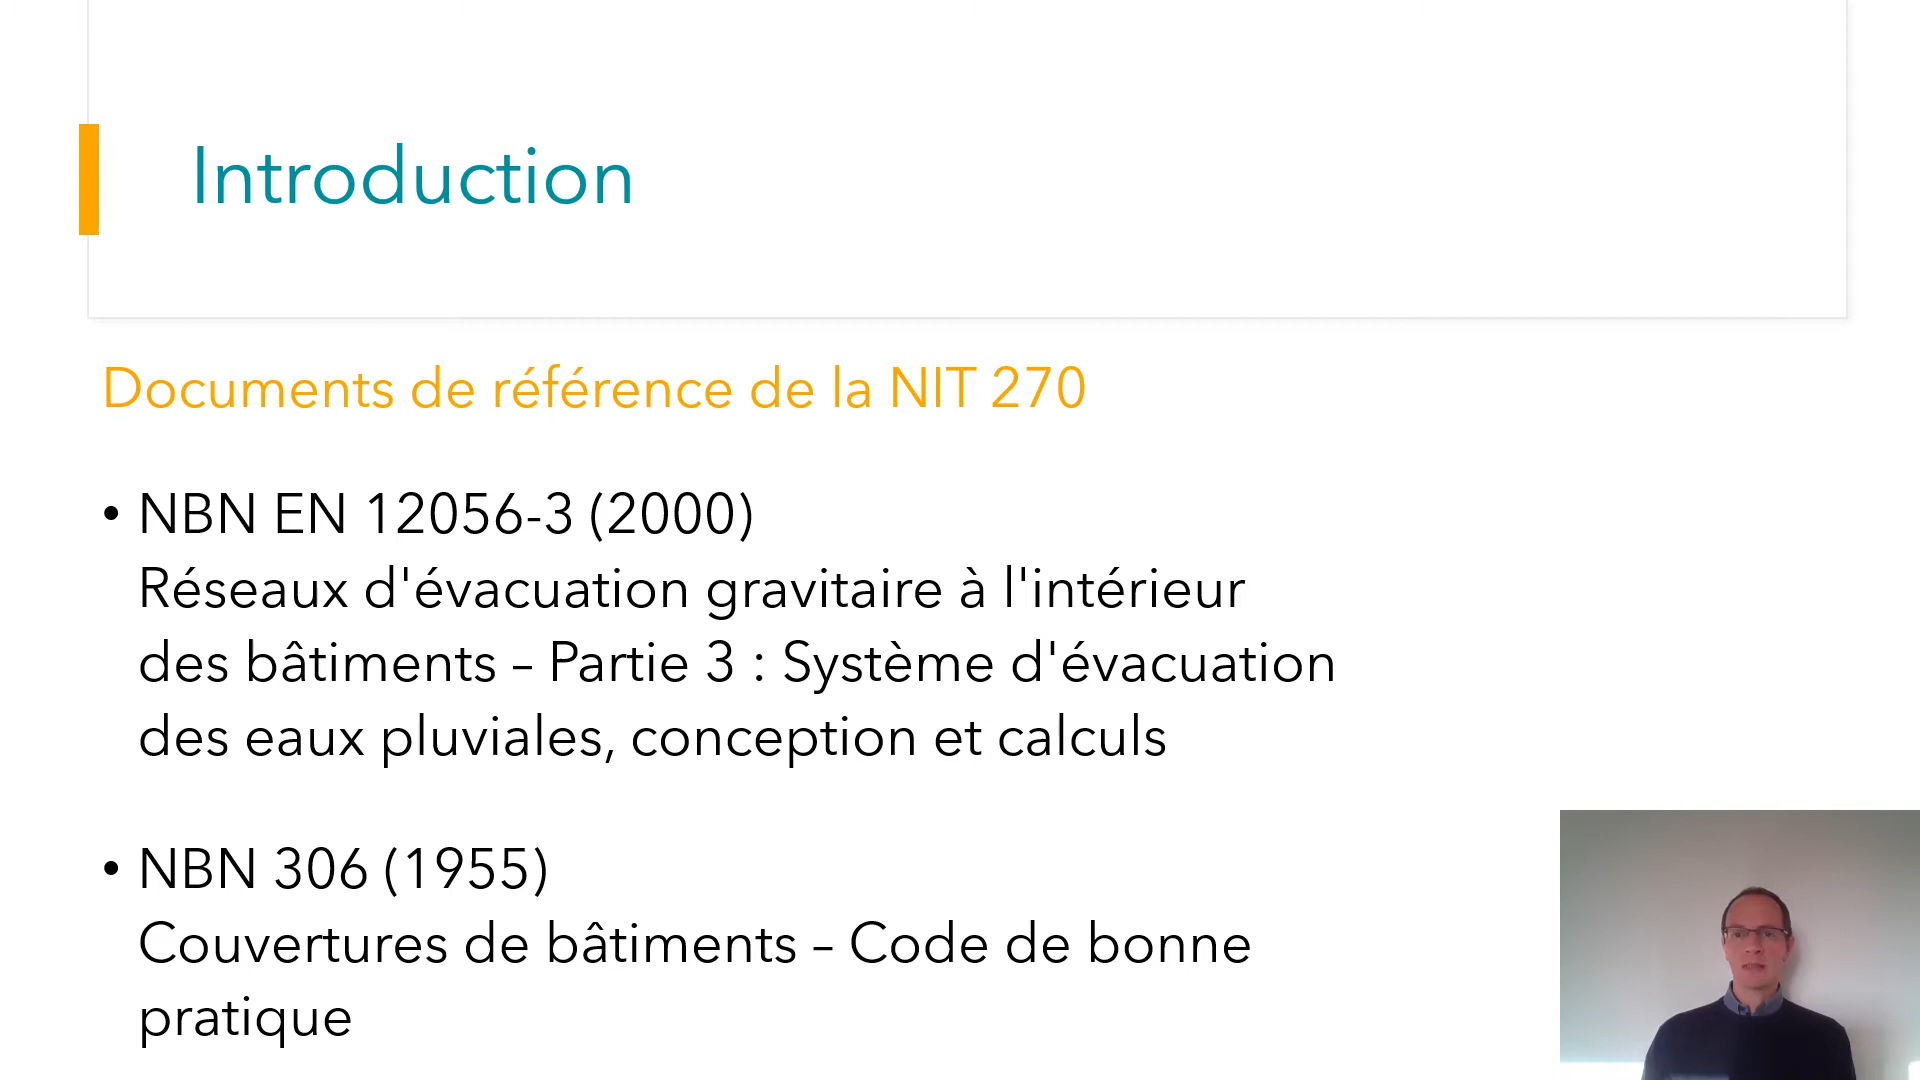 Introduction
Documents de référence de la NIT 270
• NBN EN 12056-3 (2000)
Réseaux d'évacuation gravitaire à l'intérieur
des bâtiments – Partie 3 : Système d'évacuation
des eaux pluviales, conception et calculs
• NBN 306 (1955)
Couvertures de bâtiments – Code de bonne
pratique